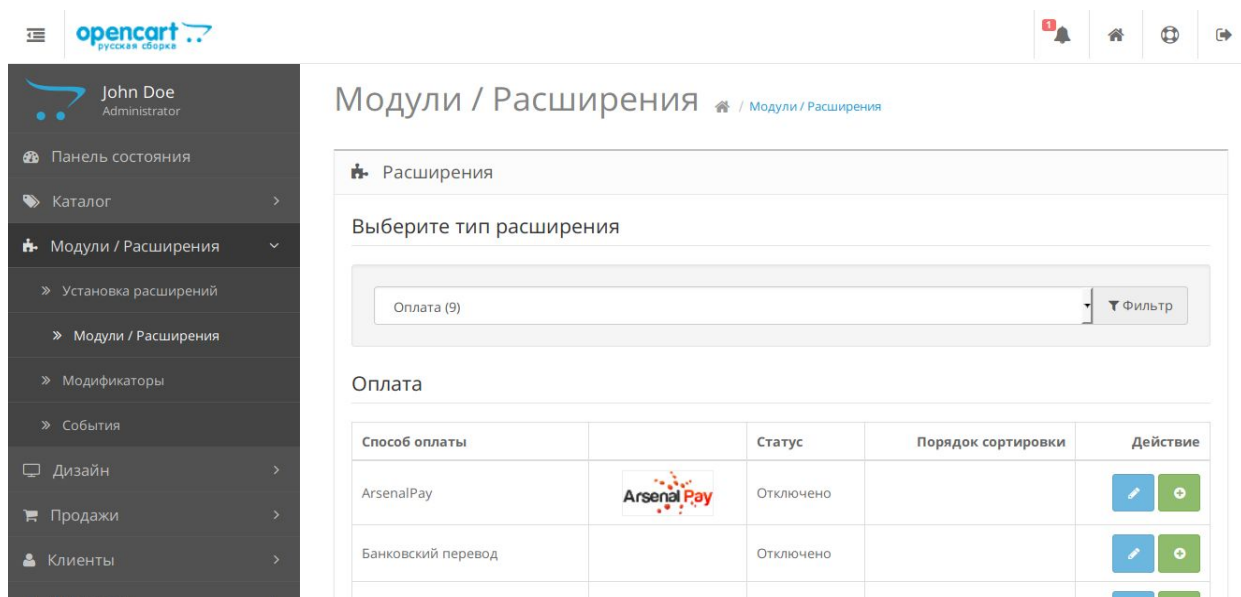 opencart
русская сборка
1
John Doe
Administrator
Панель состояния
Каталог
Модули / Расширения
Установка расширений
Модули / Расширения
Модификаторы
События
Дизайн
Продажи
Клиенты
Модули / Расширения / Модули / Расширения
Расширения
Выберите тип расширения
Оплата (9)
Фильтр
Оплата
Способ оплаты Статус Порядок сортировки Действие
ArsenalPay Arsenal Pay Отключено
Банковский перевод Отключено